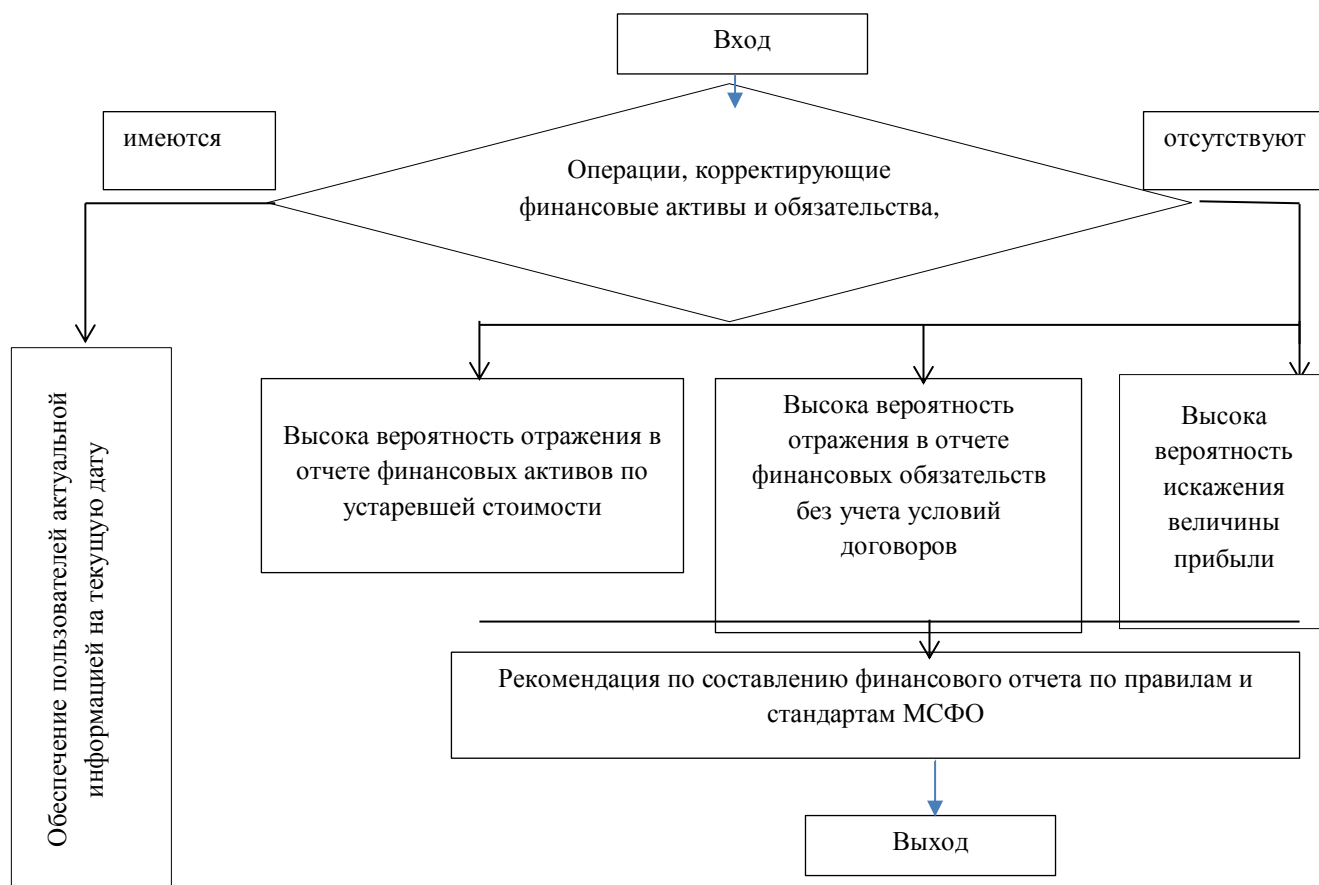 Вход
имеются
отсутствуют
Операции, корректирующие
финансовые активы и обязательства,
Обеспечение пользователей актуальной
информацией на текущую дату
Высока вероятность отражения в
отчете финансовых активов по
устаревшей стоимости
Высока вероятность
отражения в отчете
финансовых обязательств
без учета условий
договоров
Высока
вероятность
искажения
величины
прибыли
Рекомендация по составлению финансового отчета по правилам и
стандартам МСФО
Выход